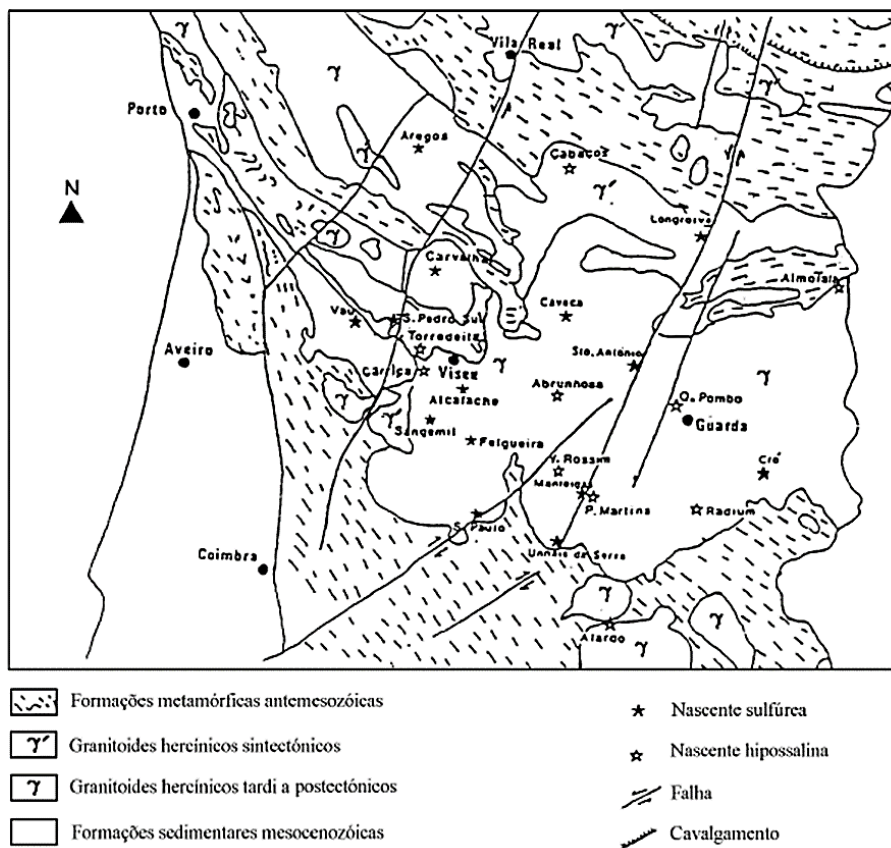 γ
Vila Real
γ'
γ'
Porto
γ
Aregos
N
γ'
Cabaços
γ'
Longroiva
γ
Carvalhal
Almofala
Vau
S. Pedro Sul
Torredeita
Cavaca
Aveiro
Viseu
γ
Sto. António
γ
Alcafache
Abrunhosa
Q. Pombo
γ
γ'
Guarda
Sangemil
Felgueira
V. Rossim
Cró
Manteigas
P. Martins
Radium
S. Paulo
Coimbra
Unhais da Serra
γ
γ
Alardo
γ
Formações metamórficas antemesozóicas
Nascente sulfúrea
γ' Granitoides hercínicos sintectónicos
Nascente hipossalina
γ Granitoides hercínicos tardi a postectónicos
Falha
Formações sedimentares mesocenozóicas
Cavalgamento